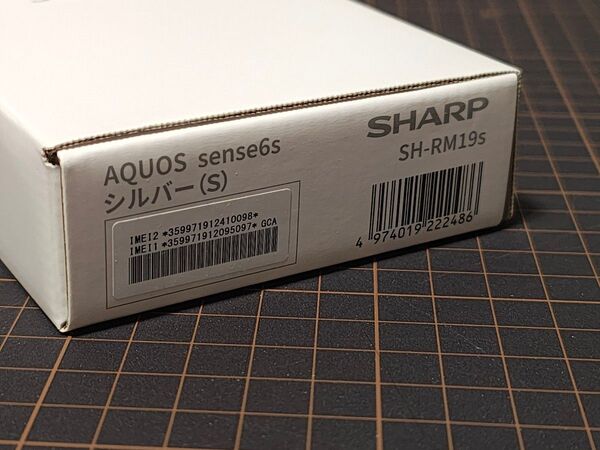 AQUOS sense6s
シルバー(S)
IMEI2 *359971912410098*
IMEI1 *359971912095097* GCA
SHARP
SH-RM19s
4 974019 222486